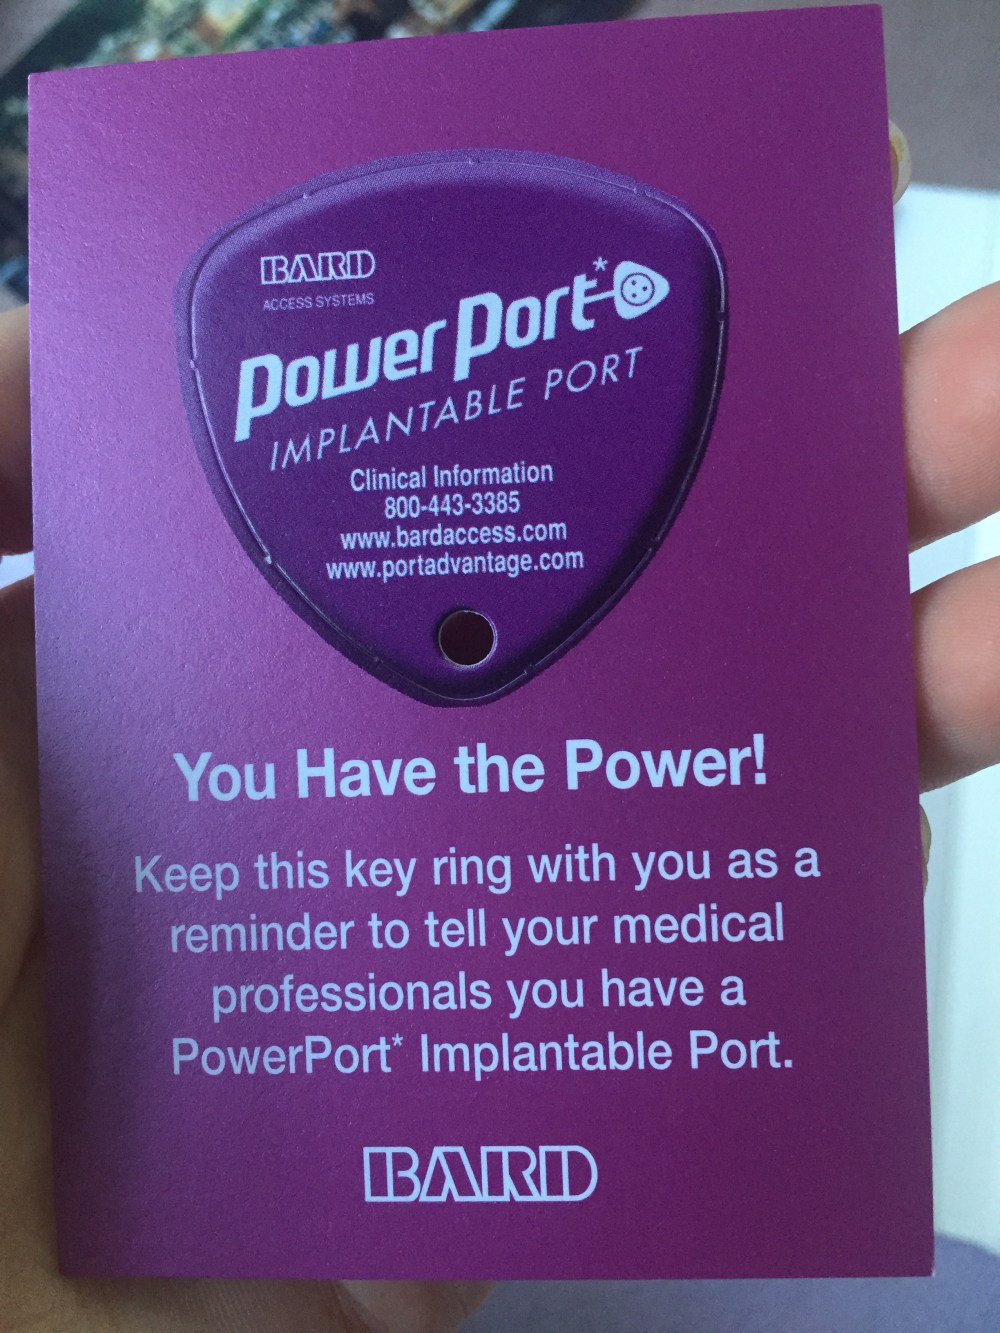 BARD
ACCESS SYSTEMS
PowerPort*
IMPLANTABLE PORT
Clinical Information
800-443-3385
www.bardaccess.com
www.portadvantage.com
You Have the Power!
Keep this key ring with you as a
reminder to tell your medical
professionals you have a
PowerPort* Implantable Port.
BARD